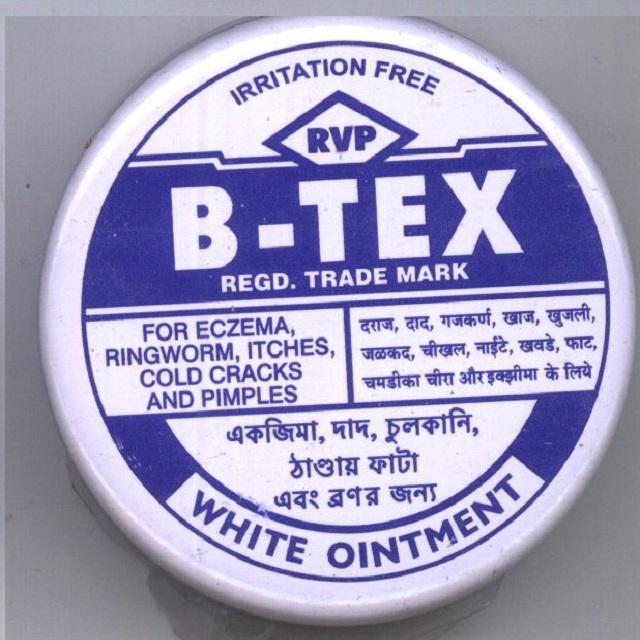 IRRITATION FREE
RVP
B-TEX
REGD. TRADE MARK
FOR ECZEMA,
RINGWORM, ITCHES,
COLD CRACKS
AND PIMPLES
दराज, दाद, गजकर्ण, खाज, खुजली,
जळकद, चीखल, नाईटे, खवडे, फाट,
चमडीका चीरा और इक्झीमा के लिये
একজিমা, দাদ, চুলকানি,
ঠাণ্ডায় ফাটা
এবং ব্রণর জন্য
WHITE OINTMENT